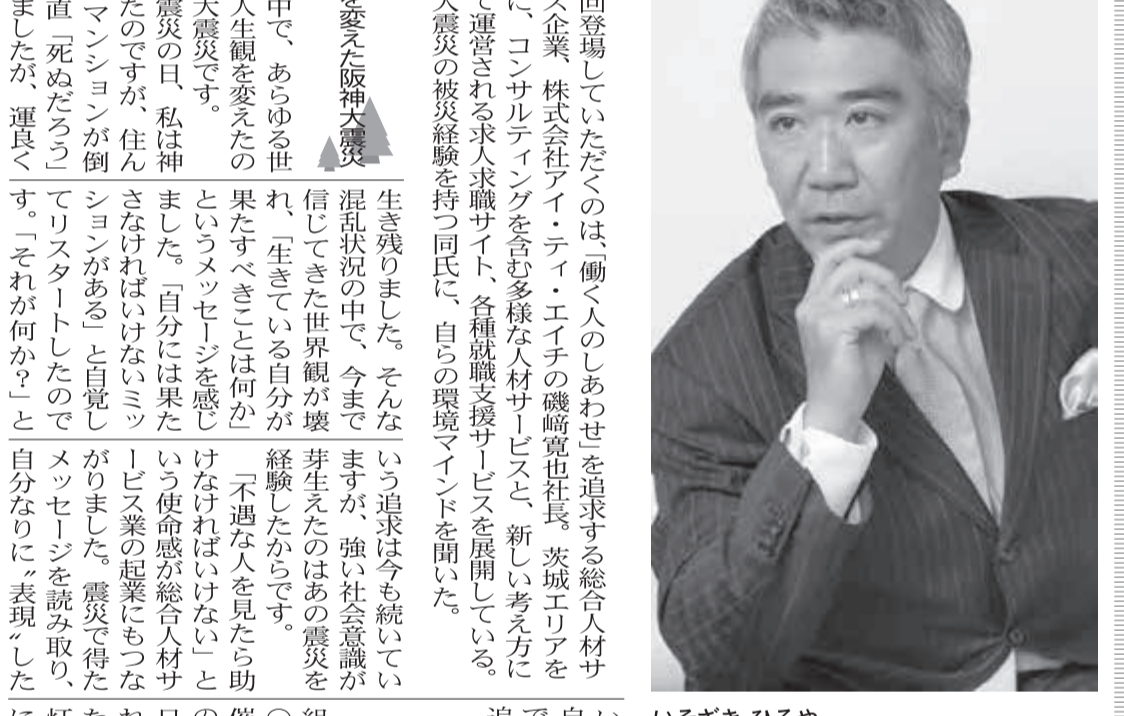 回登場していただくのは、「働く人のしあわせ」を追求する総合人材サ
ス企業、株式会社アイ・ティ・エイチの磯﨑寛也社長。茨城エリアを
に、コンサルティングを含む多様な人材サービスと、新しい考え方に
て運営される求人求職サイト、各種就職支援サービスを展開している。
大震災の被災経験を持つ同氏に、自らの環境マインドを聞いた。
を変えた阪神大震災
中で、あらゆる世
人生観を変えたの
大震災です。
震災の日、私は神
たのですが、住ん
マンションが倒
直「死ぬだろう」
ましたが、運良く
生き残りました。そんな
混乱状況の中で、今まで
信じてきた世界観が壊
れ、「生きている自分が
果たすべきことは何か」
というメッセージを感じ
ました。「自分には果た
さなければいけないミッ
ションがある」と自覚し
てリスタートしたので
す。「それが何か?」と
いう追求は今も続いてい
ますが、強い社会意識が
芽生えたのはあの震災を
経験したからです。
「不遇な人を見たら助
けなければいけない」と
いう使命感が総合人材サ
ービス業の起業にもつな
がりました。震災で得た
メッセージを読み取り、
自分なりに〝表現〟した
いそざき ひろや